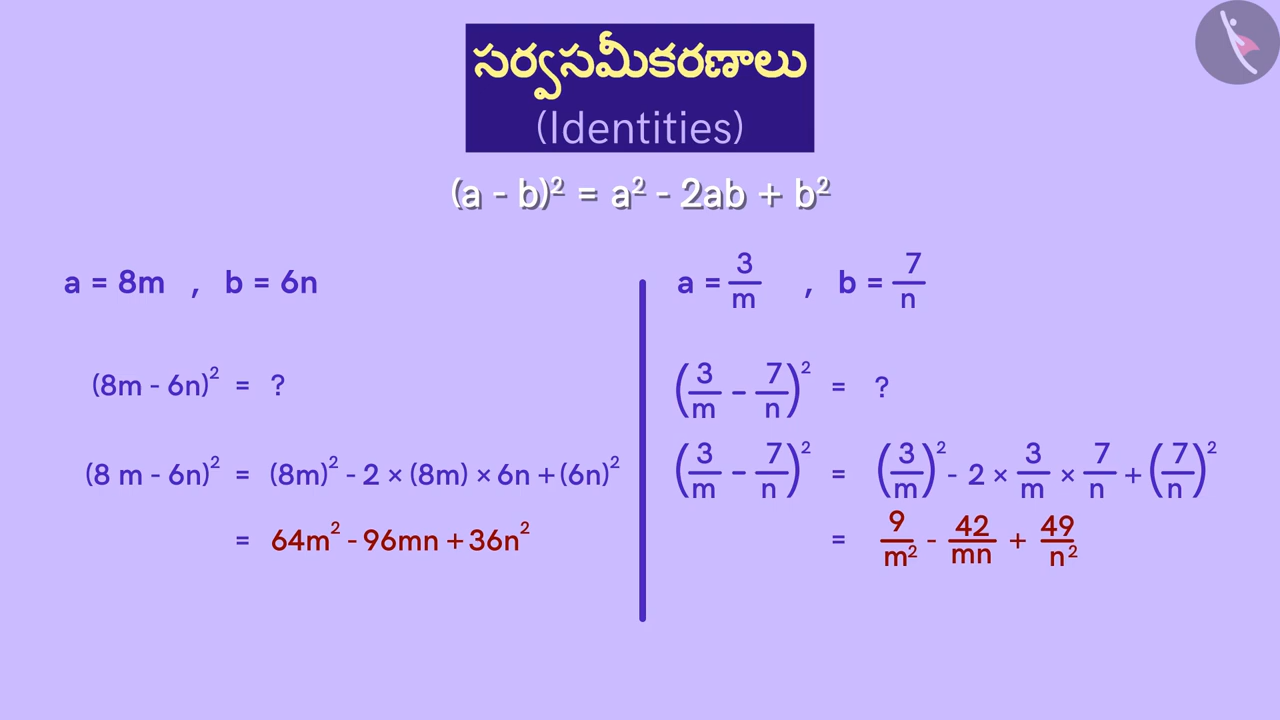 సర్వసమీకరణాలు
(Identities)
(a - b)² = a² - 2ab + b²
a = 8m , b = 6n
(8m - 6n)² = ?
(8 m - 6n)² = (8m)² - 2 × (8m) × 6n + (6n)²
= 64m² - 96mn + 36n²
a = 3/m , b = 7/n
(3/m - 7/n)² = ?
(3/m - 7/n)² = (3/m)² - 2 × 3/m × 7/n + (7/n)²
= 9/m² - 42/mn + 49/n²